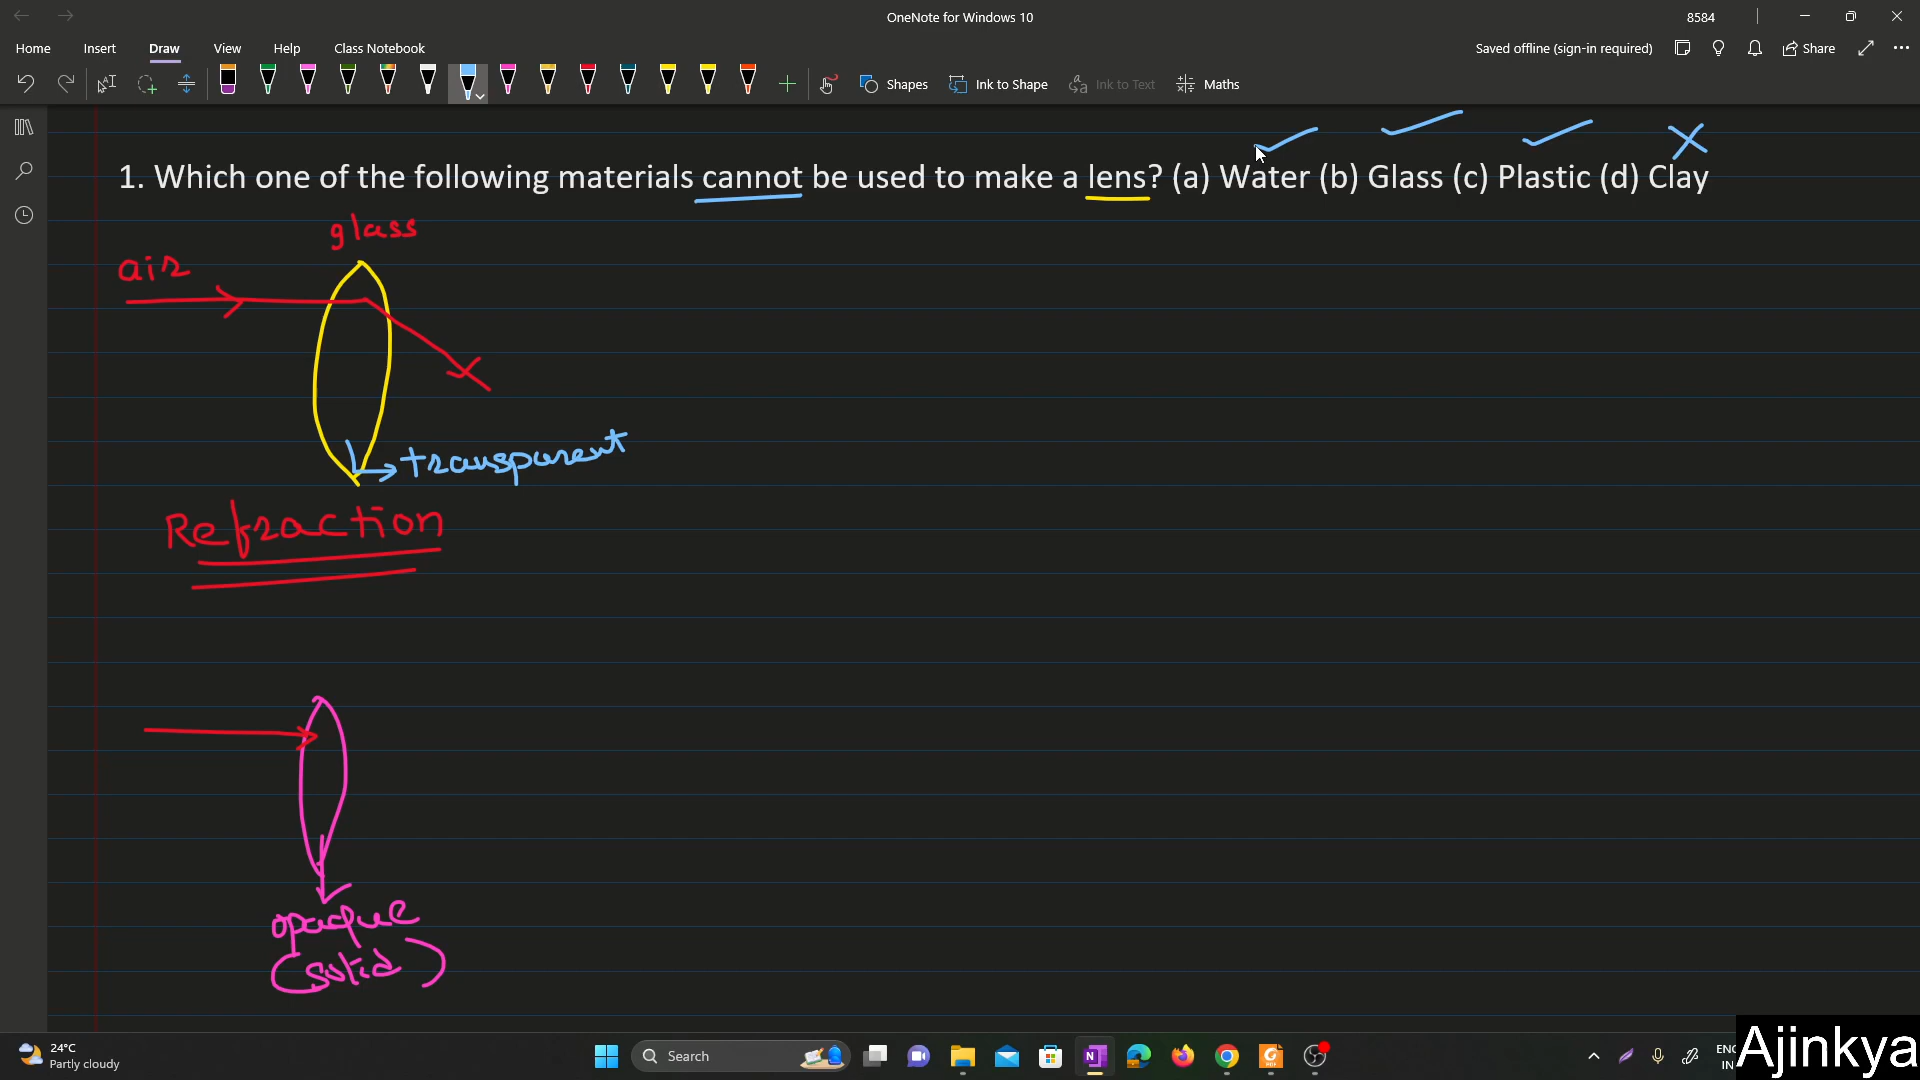 OneNote for Windows 10
8584
Home Insert Draw View Help Class Notebook
Saved offline (sign-in required)
Share
Shapes
Ink to Shape
Ink to Text
Maths
1. Which one of the following materials cannot be used to make a lens? (a) Water (b) Glass (c) Plastic (d) Clay
glass
air
transparent
Refraction
opaque
(solid)
24°C
Partly cloudy
Search
ENG
IN
Ajinkya